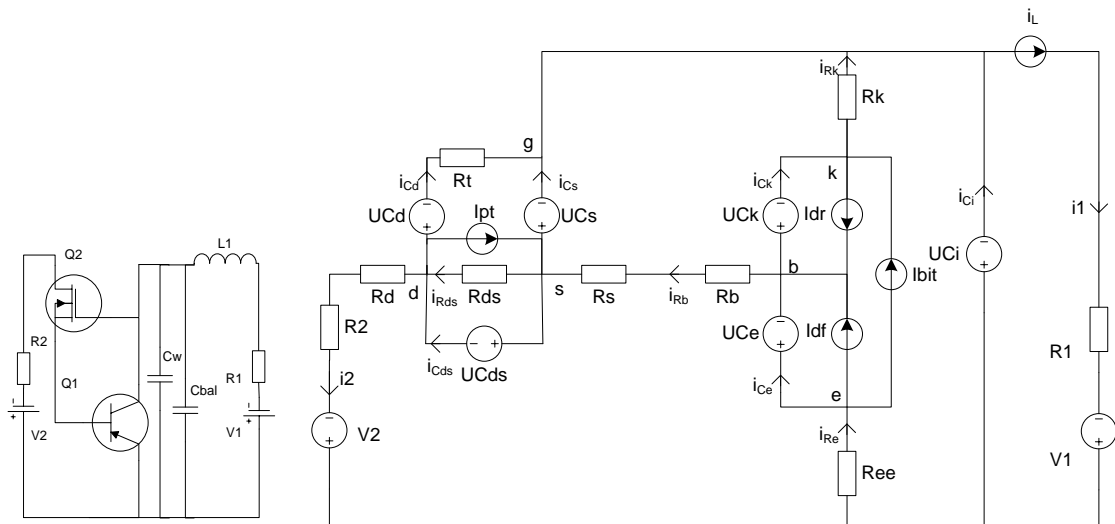 iL
iRk
Rk
g
iCd
Rt
iCs
iCk
k
UCd
Ipt
UCs
UCk
Idr
iCi
i1
Q2
L1
UCi
Ibit
Rd
d
iRds
Rds
s
Rs
iRb
Rb
b
R2
UCe
Idf
R1
R2
Q1
Cw
Cbal
R1
iCds
UCds
i2
iCe
e
V2
V1
V2
iRe
Ree
V1